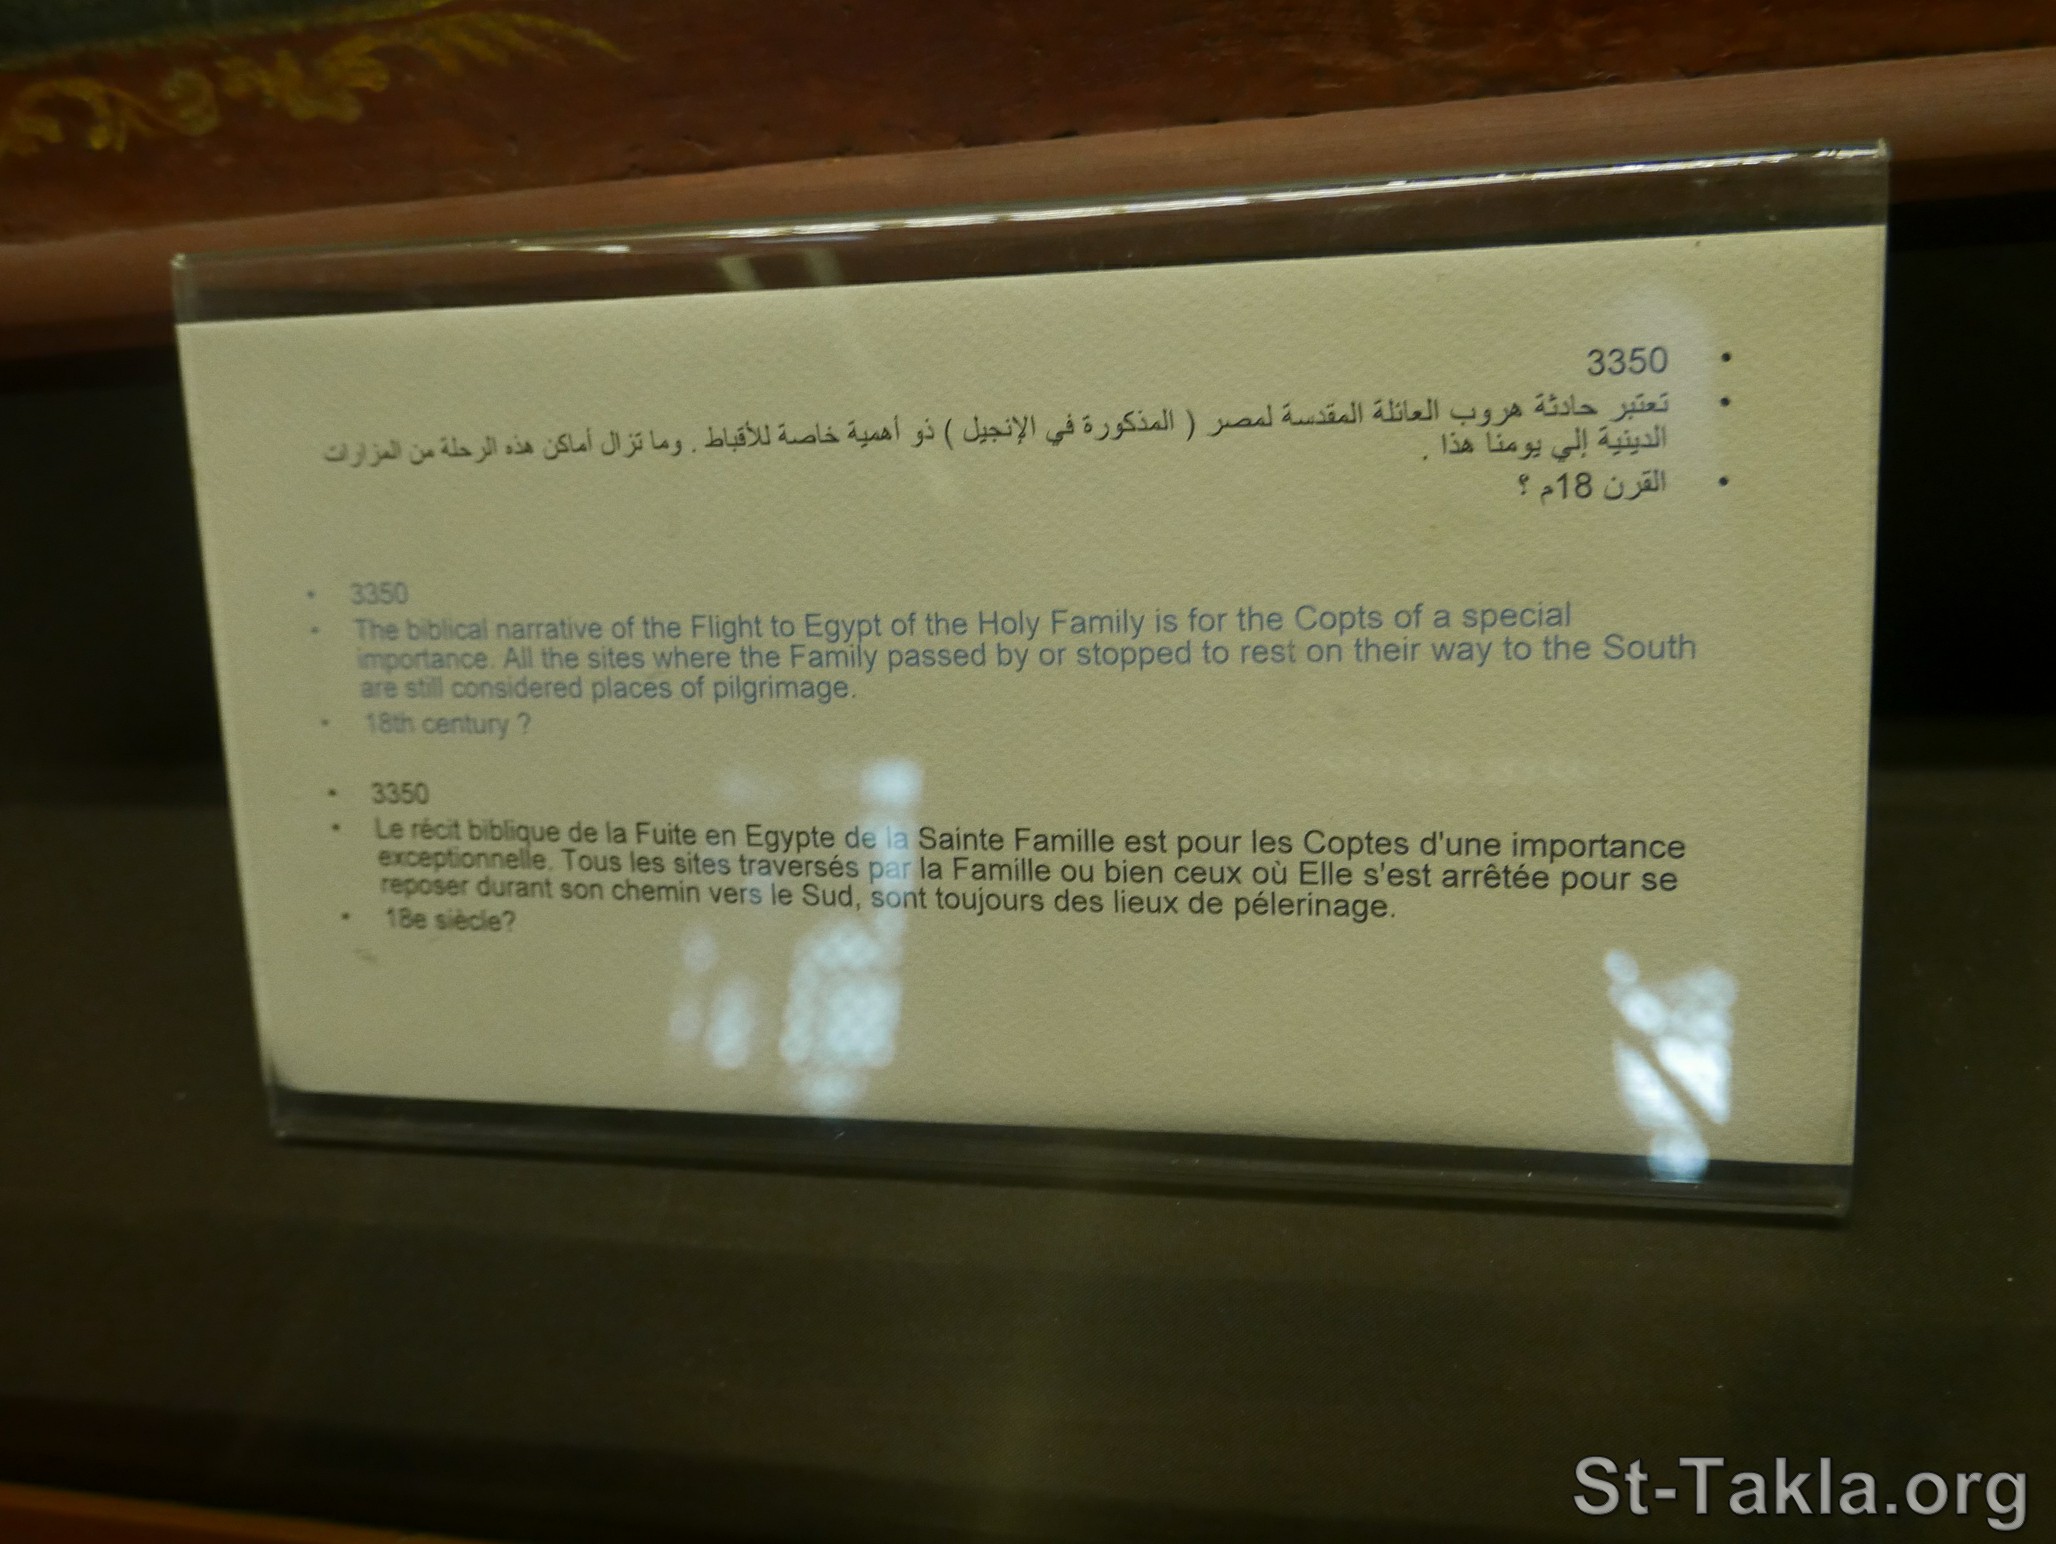 • 3350
• تعتبر حادثة هروب العائلة المقدسة لمصر ( المذكورة في الإنجيل ) ذو أهمية خاصة للأقباط . وما تزال أماكن هذه الرحلة من المزارات
الدينية إلي يومنا هذا .
• القرن 18م ؟
• 3350
• The biblical narrative of the Flight to Egypt of the Holy Family is for the Copts of a special
importance. All the sites where the Family passed by or stopped to rest on their way to the South
are still considered places of pilgrimage.
• 18th century ?
• 3350
• Le récit biblique de la Fuite en Egypte de la Sainte Famille est pour les Coptes d'une importance
exceptionnelle. Tous les sites traversés par la Famille ou bien ceux où Elle s'est arrêtée pour se
reposer durant son chemin vers le Sud, sont toujours des lieux de pélerinage.
• 18e siècle?
St-Takla.org